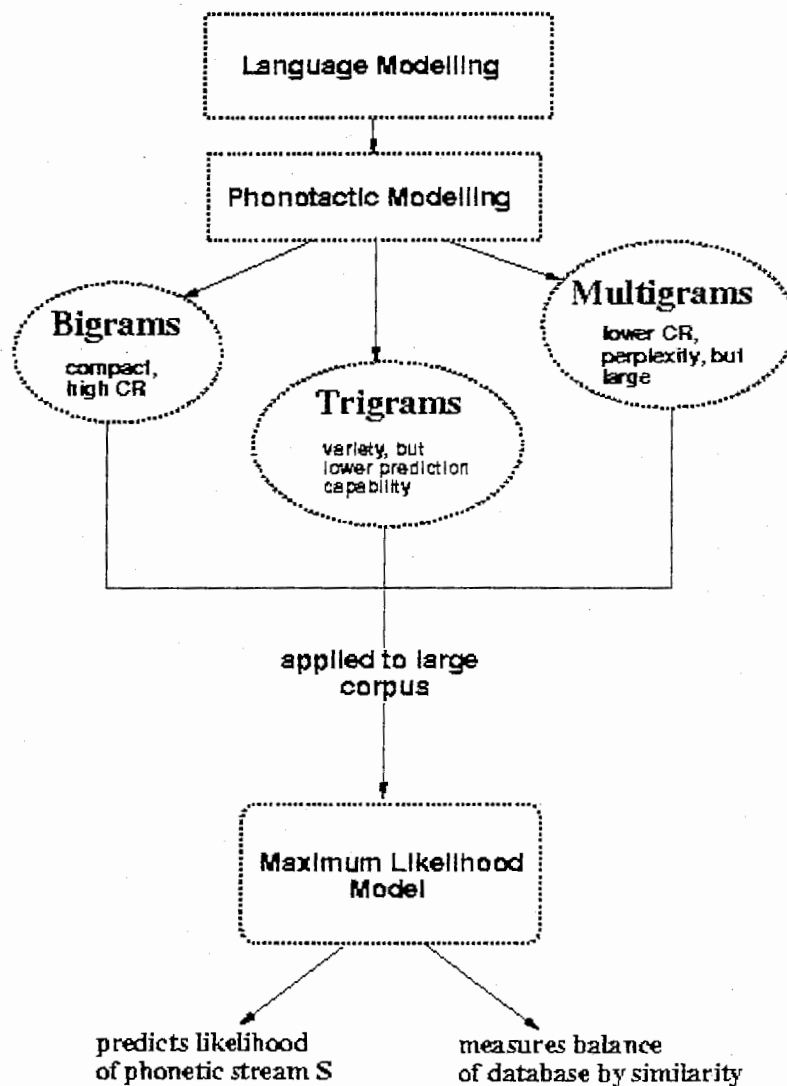 Language Modelling
Phonotactic Modelling
Bigrams
compact,
high CR
Trigrams
variety, but
lower prediction
capability
Multigrams
lower CR,
perplexity, but
large
applied to large
corpus
Maximum Likelihood
Model
predicts likelihood
of phonetic stream S
measures balance
of database by similarity